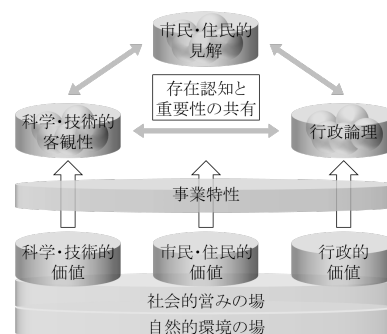 市民・住民的
見解
存在認知と
重要性の共有
科学・技術的
客観性
行政論理
事業特性
科学・技術的
価値
市民・住民的
価値
行政的
価値
社会的営みの場
自然的環境の場